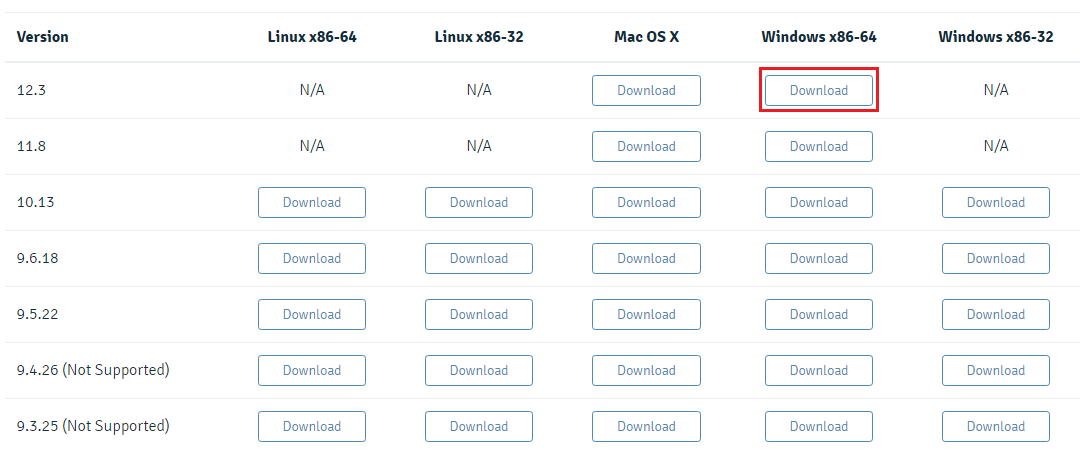 Version Linux x86-64 Linux x86-32 Mac OS X Windows x86-64 Windows x86-32
12.3 N/A N/A Download Download N/A
11.8 N/A N/A Download Download N/A
10.13 Download Download Download Download Download
9.6.18 Download Download Download Download Download
9.5.22 Download Download Download Download Download
9.4.26 (Not Supported) Download Download Download Download Download
9.3.25 (Not Supported) Download Download Download Download Download